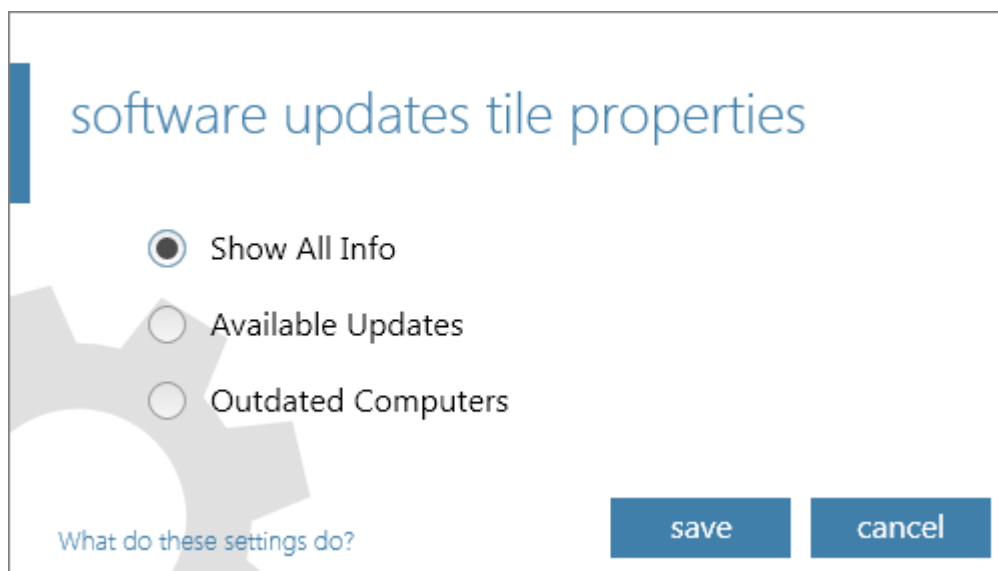 software updates tile properties
Show All Info
Available Updates
Outdated Computers
What do these settings do?
save
cancel